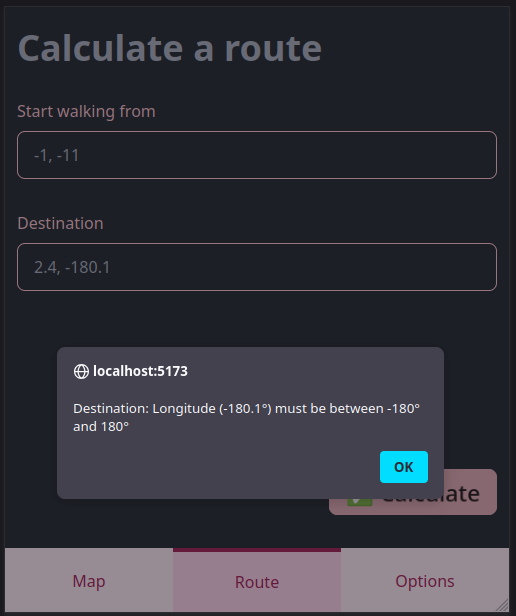 Calculate a route
Start walking from
-1, -11
Destination
2.4, -180.1
localhost:5173
Destination: Longitude (-180.1°) must be between -180°
and 180°
OK
Calculate
Map
Route
Options